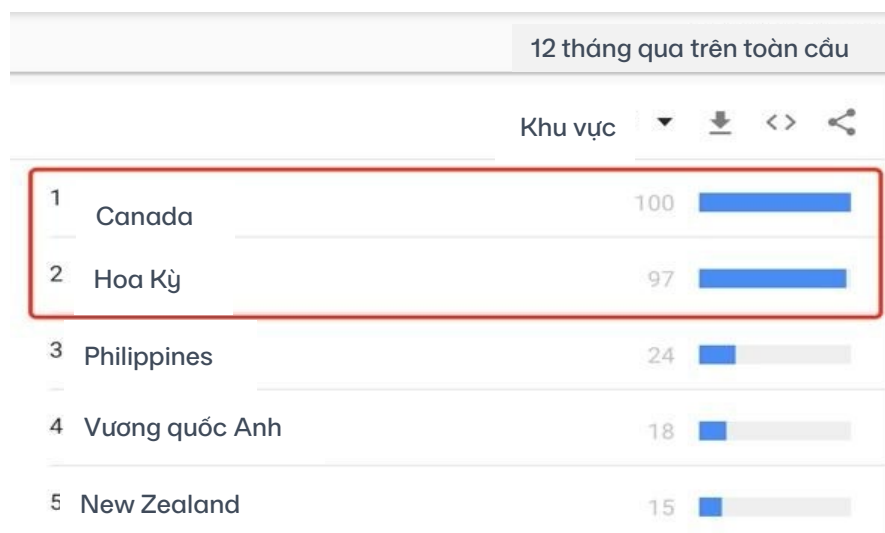 12 tháng qua trên toàn cầu
Khu vực
1 Canada 100
2 Hoa Kỳ 97
3 Philippines 24
4 Vương quốc Anh 18
5 New Zealand 15